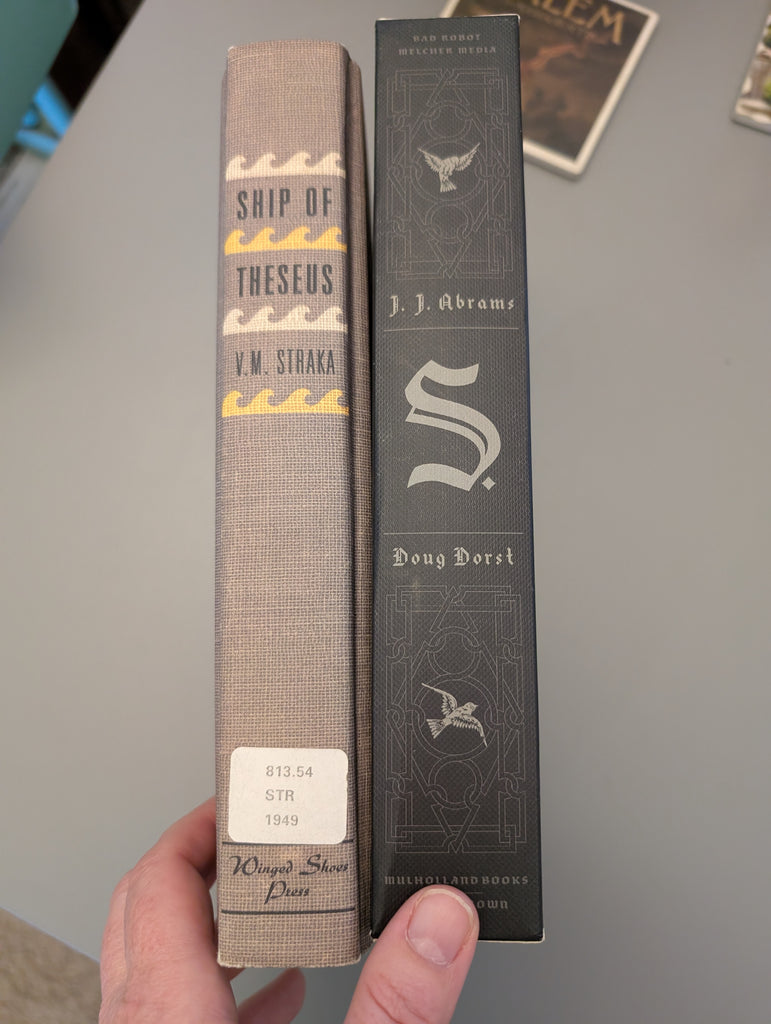 SHIP OF
THESEUS
V.M. STRAKA
813.54
STR
1949
Winged Shoes
Press
BAD ROBOT
MELCHER MEDIA
J. J. Abrams
S.
Doug Dorst
MULHOLLAND BOOKS